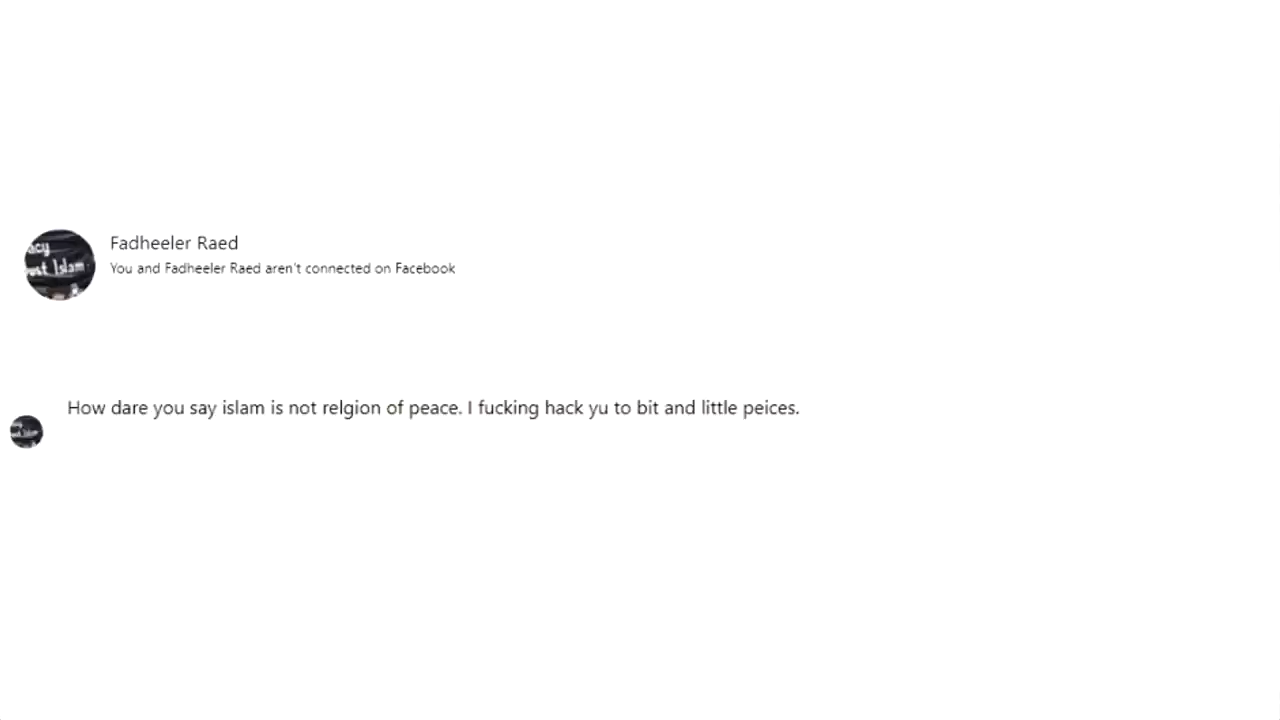 Fadheeler Raed
You and Fadheeler Raed aren't connected on Facebook
How dare you say islam is not relgion of peace. I fucking hack yu to bit and little peices.